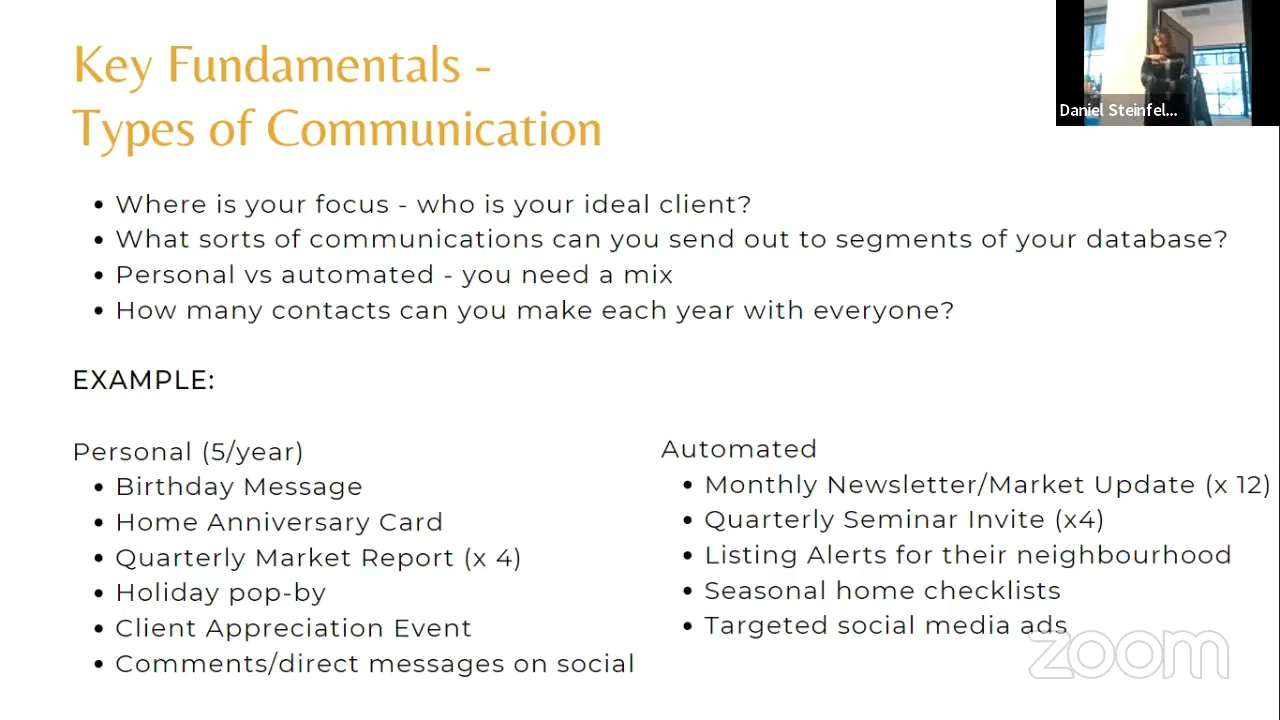 Key Fundamentals -
Types of Communication
Daniel Steinfel...
• Where is your focus - who is your ideal client?
• What sorts of communications can you send out to segments of your database?
• Personal vs automated - you need a mix
• How many contacts can you make each year with everyone?
EXAMPLE:
Personal (5/year)
• Birthday Message
• Home Anniversary Card
• Quarterly Market Report (x 4)
• Holiday pop-by
• Client Appreciation Event
• Comments/direct messages on social
Automated
• Monthly Newsletter/Market Update (x 12)
• Quarterly Seminar Invite (x4)
• Listing Alerts for their neighbourhood
• Seasonal home checklists
• Targeted social media ads
zoom